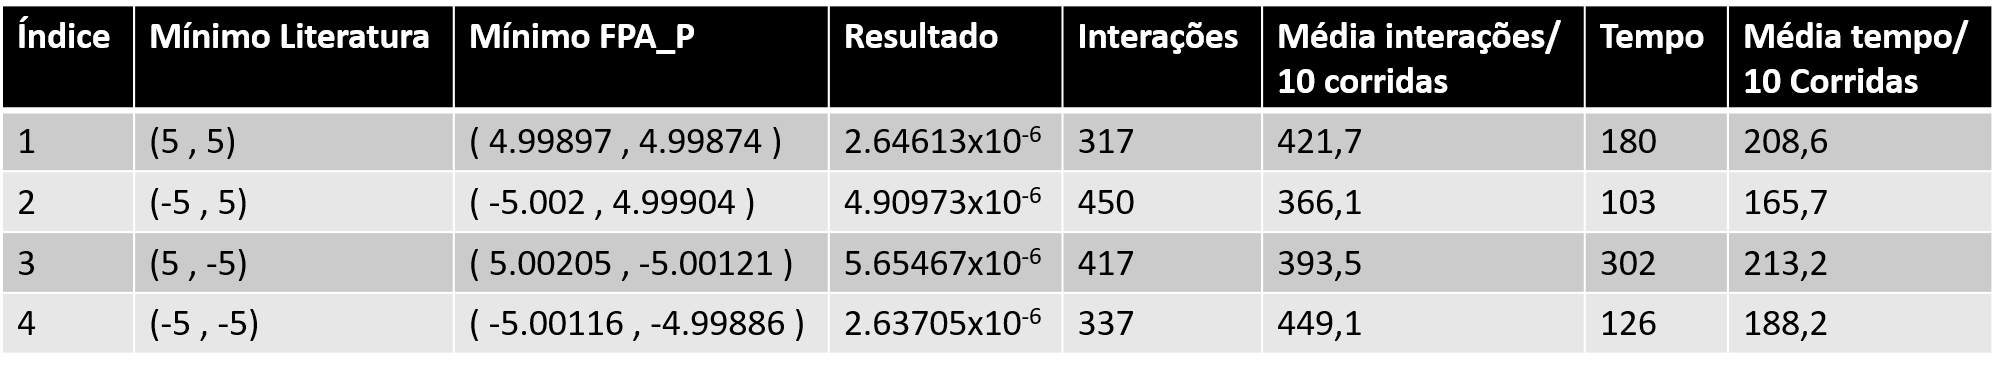 Índice Mínimo Literatura Mínimo FPA_P Resultado Interações Média interações/ 10 corridas Tempo Média tempo/ 10 Corridas
1 (5 , 5) ( 4.99897 , 4.99874 ) 2.64613x10-6 317 421,7 180 208,6
2 (-5 , 5) ( -5.002 , 4.99904 ) 4.90973x10-6 450 366,1 103 165,7
3 (5 , -5) ( 5.00205 , -5.00121 ) 5.65467x10-6 417 393,5 302 213,2
4 (-5 , -5) ( -5.00116 , -4.99886 ) 2.63705x10-6 337 449,1 126 188,2